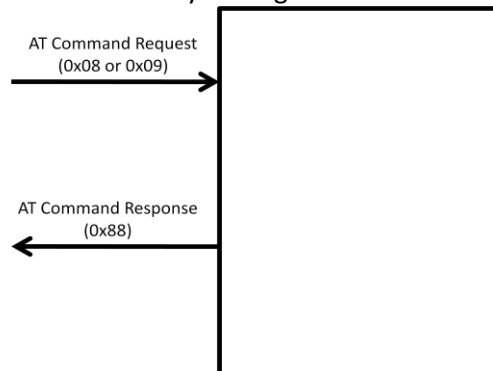 AT Command Request
(0x08 or 0x09)
AT Command Response
(0x88)